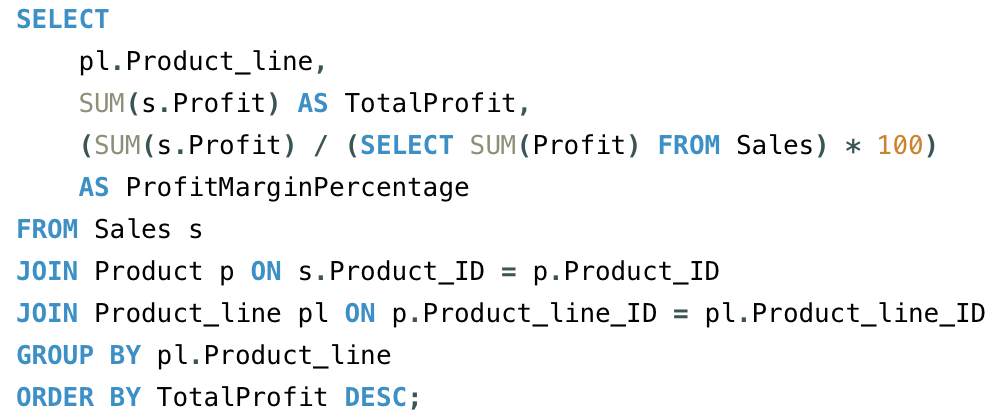 SELECT
    pl.Product_line,
    SUM(s.Profit) AS TotalProfit,
    (SUM(s.Profit) / (SELECT SUM(Profit) FROM Sales) * 100)
    AS ProfitMarginPercentage
FROM Sales s
JOIN Product p ON s.Product_ID = p.Product_ID
JOIN Product_line pl ON p.Product_line_ID = pl.Product_line_ID
GROUP BY pl.Product_line
ORDER BY TotalProfit DESC;